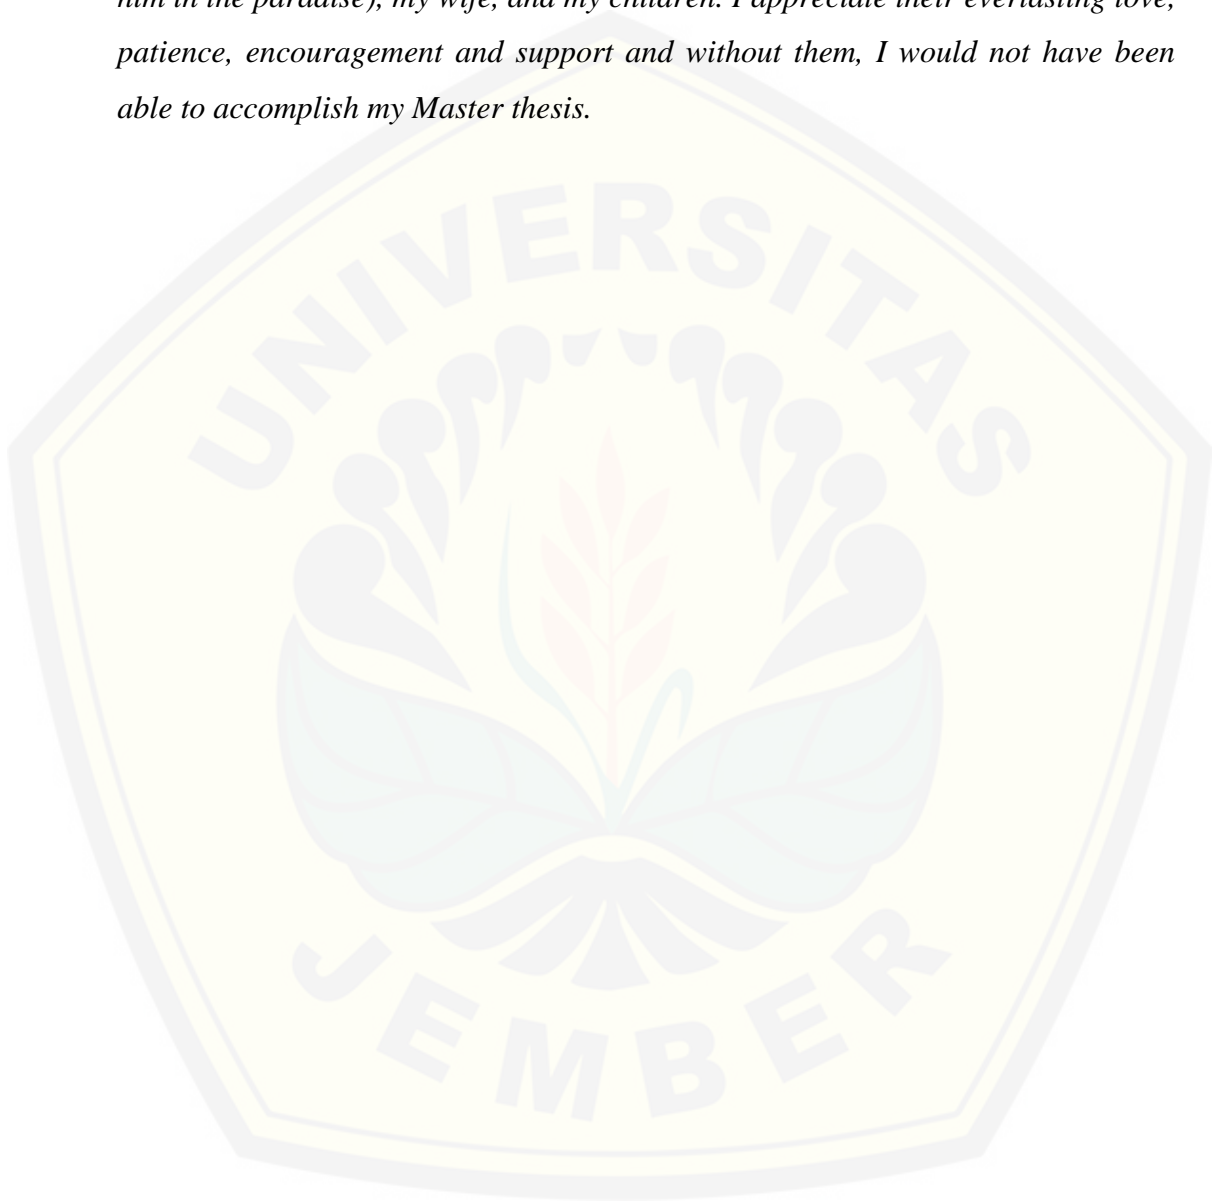 him in the paradise), my wife, and my children. I appreciate their everlasting love,
patience, encouragement and support and without them, I would not have been
able to accomplish my Master thesis.
UNIVERSITAS
JEMBER